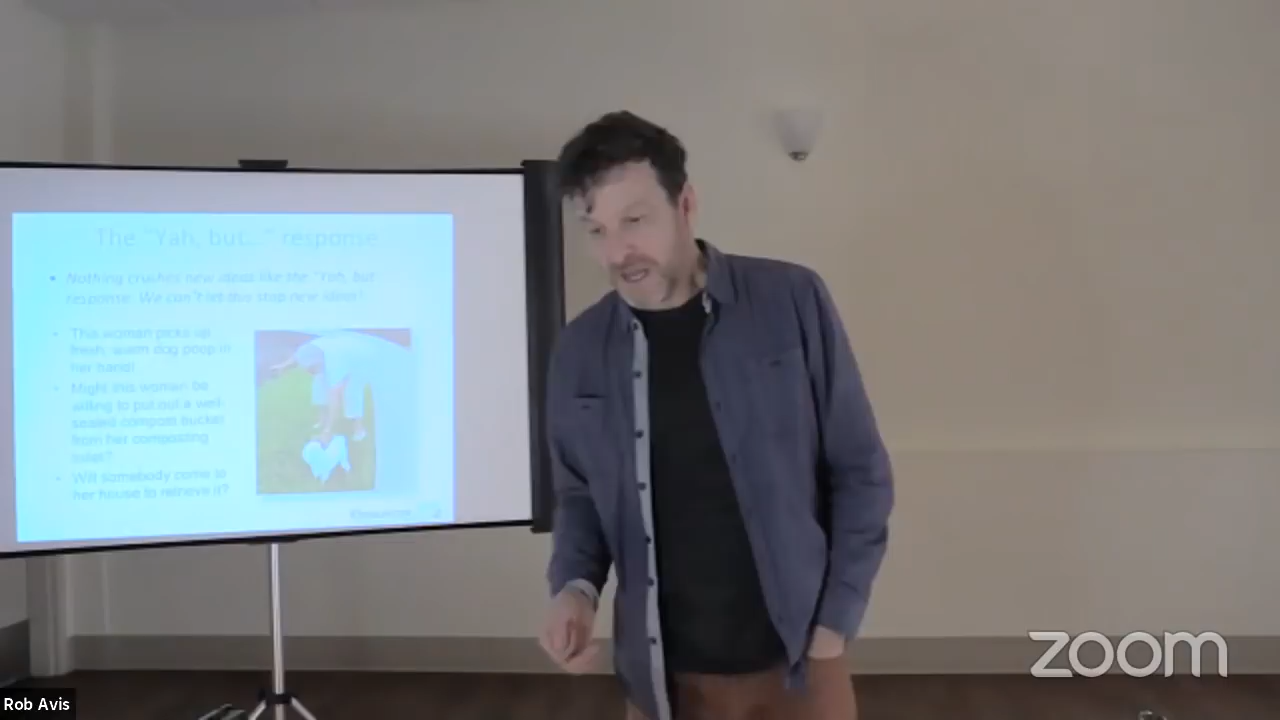 The "Yah, but..." response
• Nothing crushes new ideas like the "Yah, but"
response. We can't let this stop new ideas!
• This woman picks up
fresh, warm dog poop in
her hand!
• Might this woman be
willing to put out a well-
sealed compost bucket
from her composting
toilet?
• Will somebody come to
her house to retrieve it?
zoom
Rob Avis